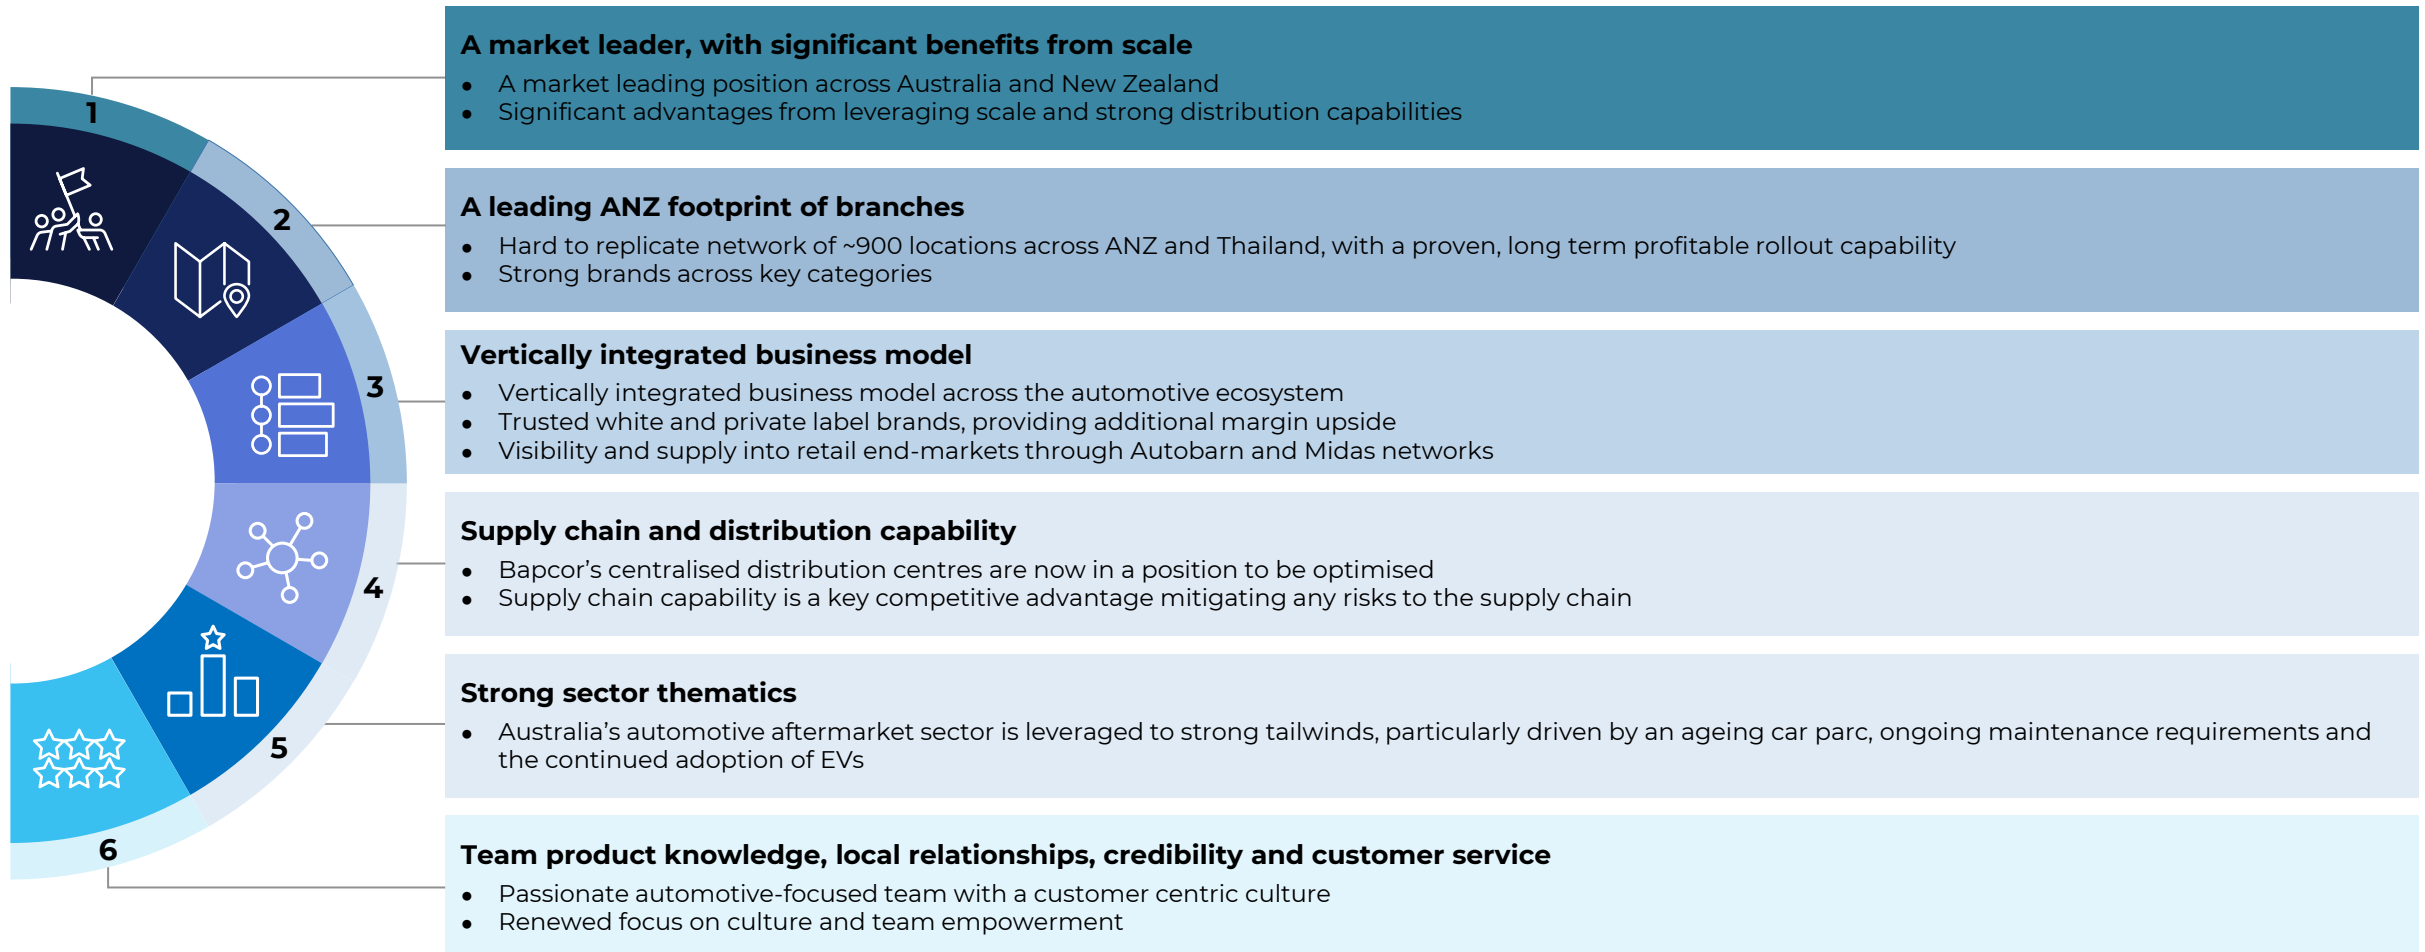 1
A market leader, with significant benefits from scale
• A market leading position across Australia and New Zealand
• Significant advantages from leveraging scale and strong distribution capabilities
2
A leading ANZ footprint of branches
• Hard to replicate network of ~900 locations across ANZ and Thailand, with a proven, long term profitable rollout capability
• Strong brands across key categories
3
Vertically integrated business model
• Vertically integrated business model across the automotive ecosystem
• Trusted white and private label brands, providing additional margin upside
• Visibility and supply into retail end-markets through Autobarn and Midas networks
4
Supply chain and distribution capability
• Bapcor’s centralised distribution centres are now in a position to be optimised
• Supply chain capability is a key competitive advantage mitigating any risks to the supply chain
5
Strong sector thematics
• Australia’s automotive aftermarket sector is leveraged to strong tailwinds, particularly driven by an ageing car parc, ongoing maintenance requirements and
the continued adoption of EVs
6
Team product knowledge, local relationships, credibility and customer service
• Passionate automotive-focused team with a customer centric culture
• Renewed focus on culture and team empowerment